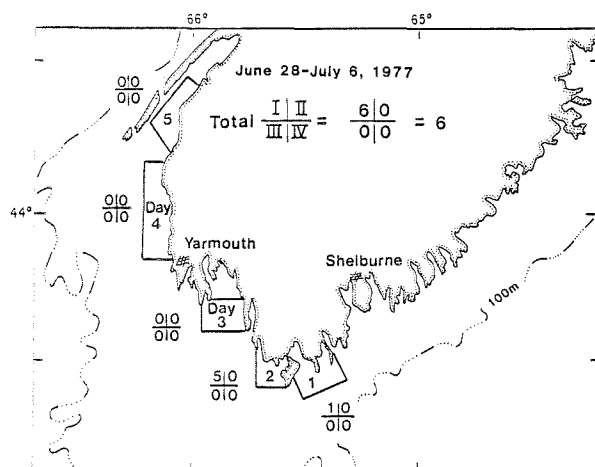 66° 65°
June 28-July 6, 1977
0|0
0|0
5
Total I|II = 6|0 = 6
III|IV 0|0
44°
0|0
0|0
Day
4
Yarmouth
Shelburne
100m
Day
3
0|0
0|0
2
1
5|0
0|0
1|0
0|0